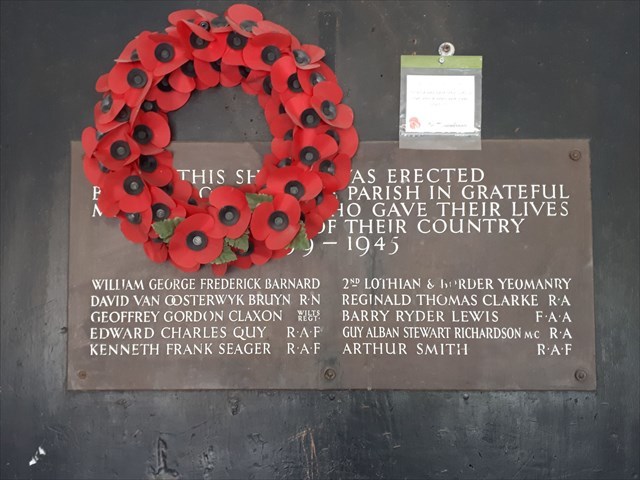 THIS SH AS ERECTED
PARISH IN GRATEFUL
HO GAVE THEIR LIVES
OF THEIR COUNTRY
9 – 1945
WILLIAM GEORGE FREDERICK BARNARD 2ND LOTHIAN & BORDER YEOMANRY
DAVID VAN OOSTERWYK BRUYN R·N REGINALD THOMAS CLARKE R·A
GEOFFREY GORDON CLAXON WILTS REGT BARRY RYDER LEWIS F·A·A
EDWARD CHARLES QUY R·A·F GUY ALBAN STEWART RICHARDSON MC R·A
KENNETH FRANK SEAGER R·A·F ARTHUR SMITH R·A·F